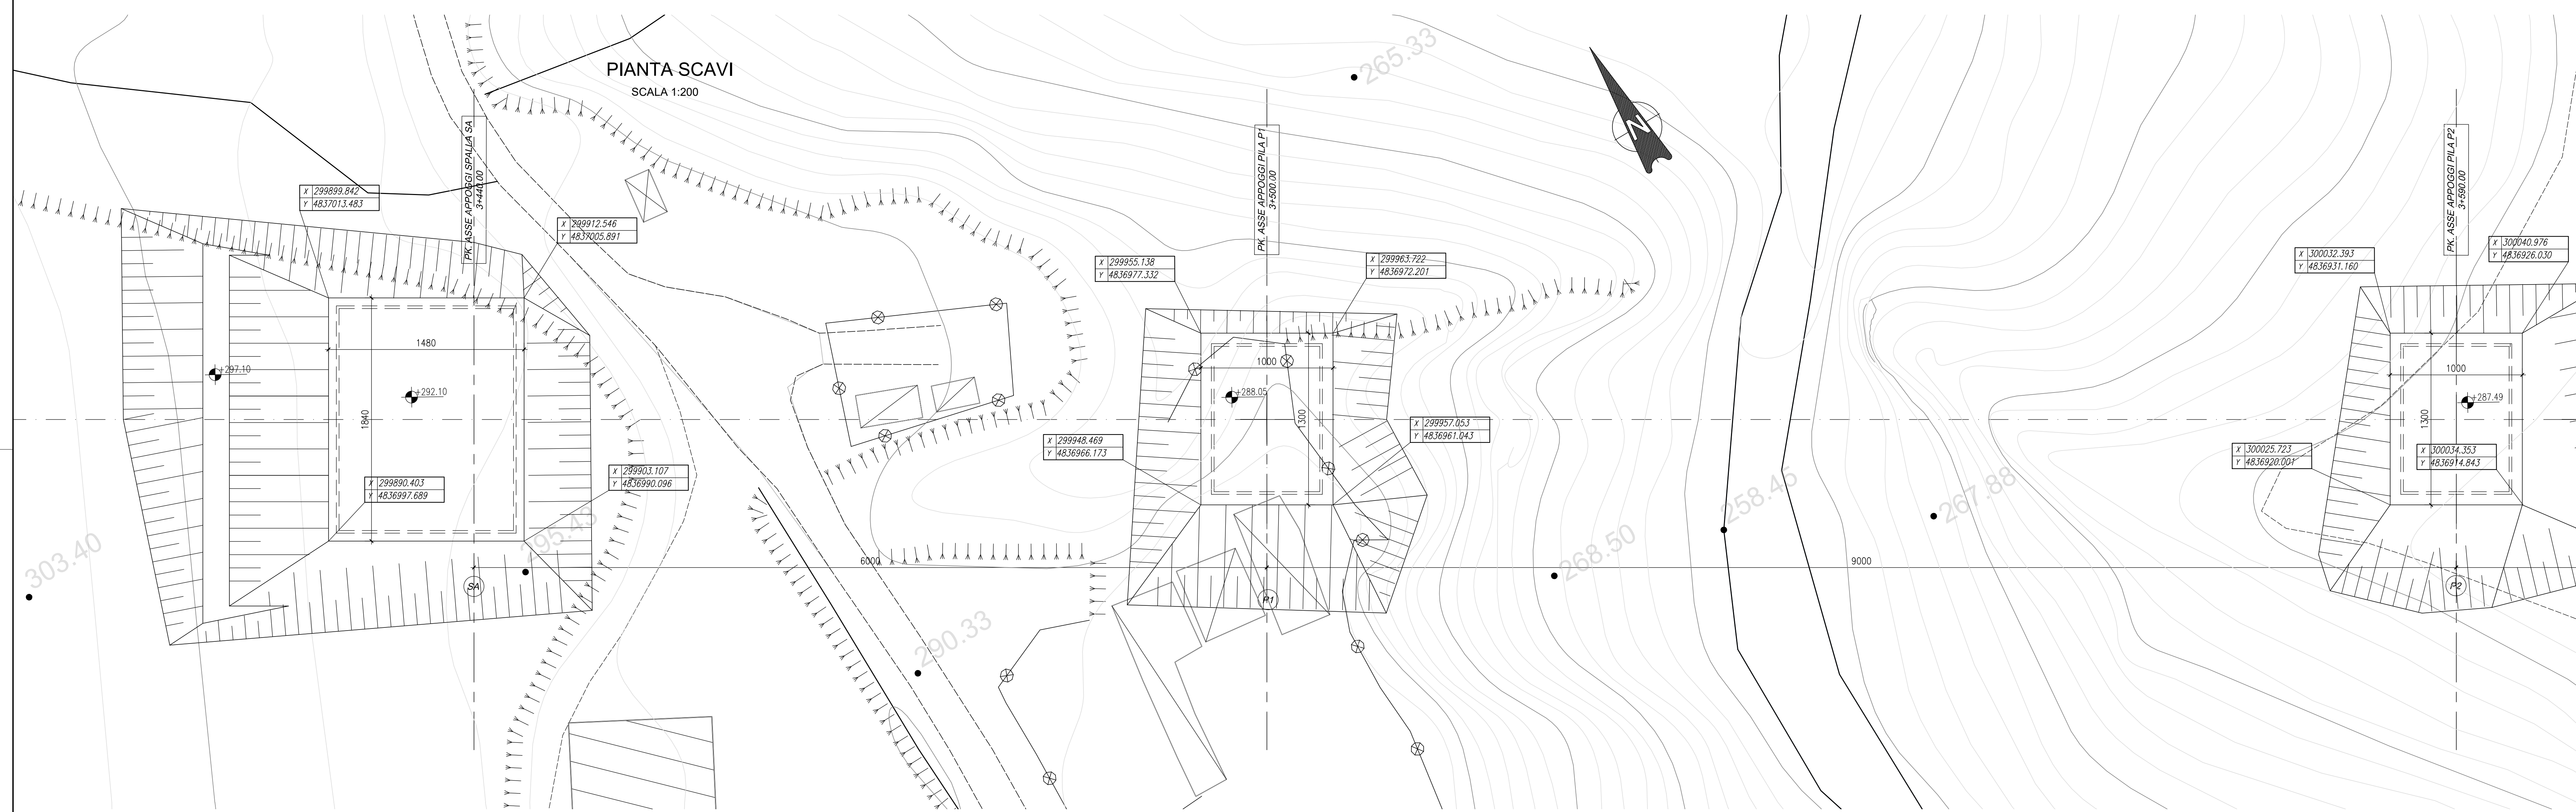 PIANTA SCAVI
SCALA 1:200
265.33
N
PK. ASSE APPOGGI SPALLA SA
3+440.00
PK. ASSE APPOGGI PILA P1
3+500.00
PK. ASSE APPOGGI PILA P2
3+590.00
X 299899.842
Y 4837013.483
X 299912.546
Y 4837005.891
X 299955.138
Y 4836977.332
X 299963.722
Y 4836972.201
X 300032.393
Y 4836931.160
X 300040.976
Y 4836926.030
1480
1840
+297.10
+292.10
1000
1300
+288.05
1000
1300
+287.49
X 299957.053
Y 4836961.043
X 299948.469
Y 4836966.173
X 300025.723
Y 4836920.001
X 300034.353
Y 4836914.843
X 299903.107
Y 4836990.096
X 299890.403
Y 4836997.689
303.40
295.43
290.33
268.50
258.45
267.88
6000
9000
SA
P1
P2